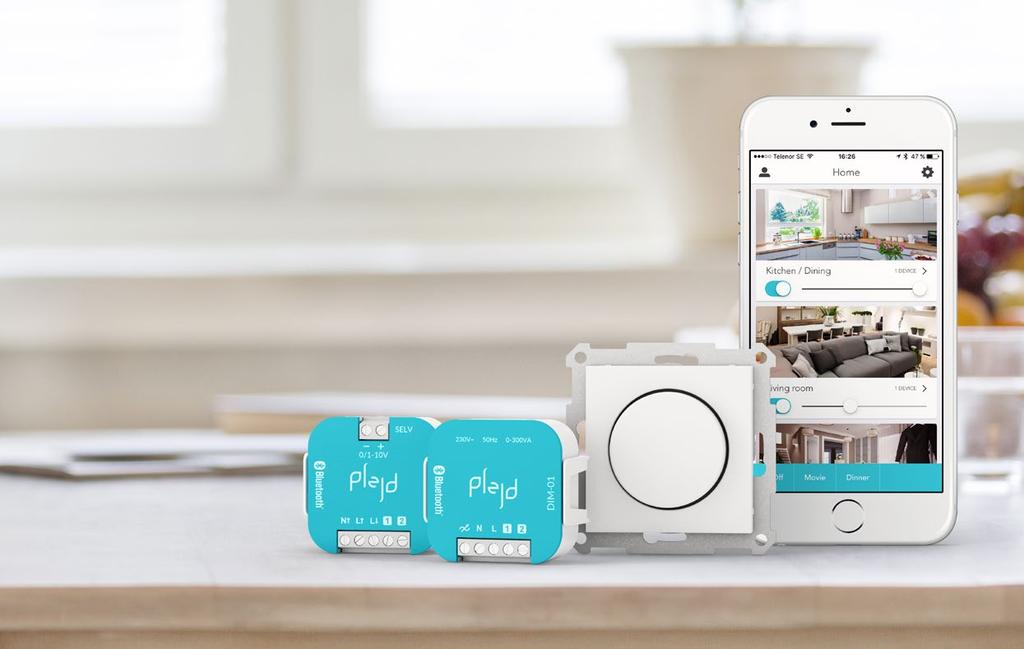 SELV
– +
0/1-10V
plejd
Bluetooth
N↑ L↑ L↓ 1 2
230V~ 50Hz 0-300VA
plejd
Bluetooth
DIM-01
N L 1 2
Telenor SE 16:26 47 %
Home
Kitchen / Dining 1 DEVICE
iving room 1 DEVICE
Off Movie Dinner